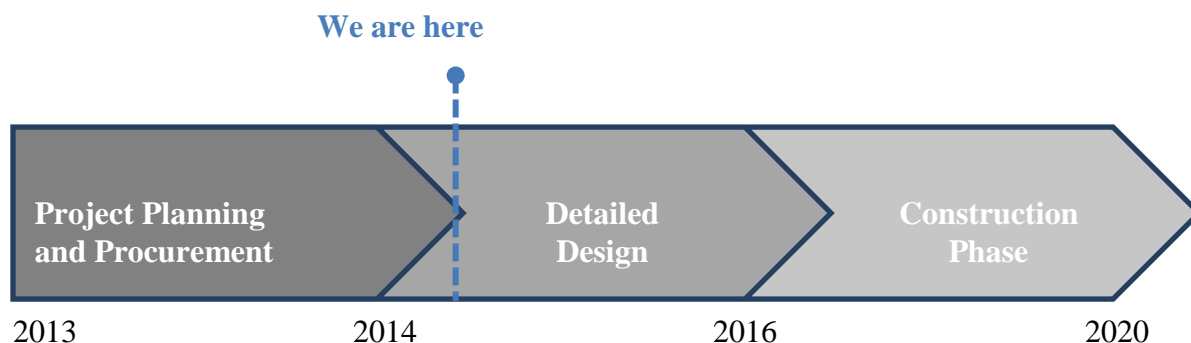 We are here
Project Planning
and Procurement
Detailed
Design
Construction
Phase
2013
2014
2016
2020